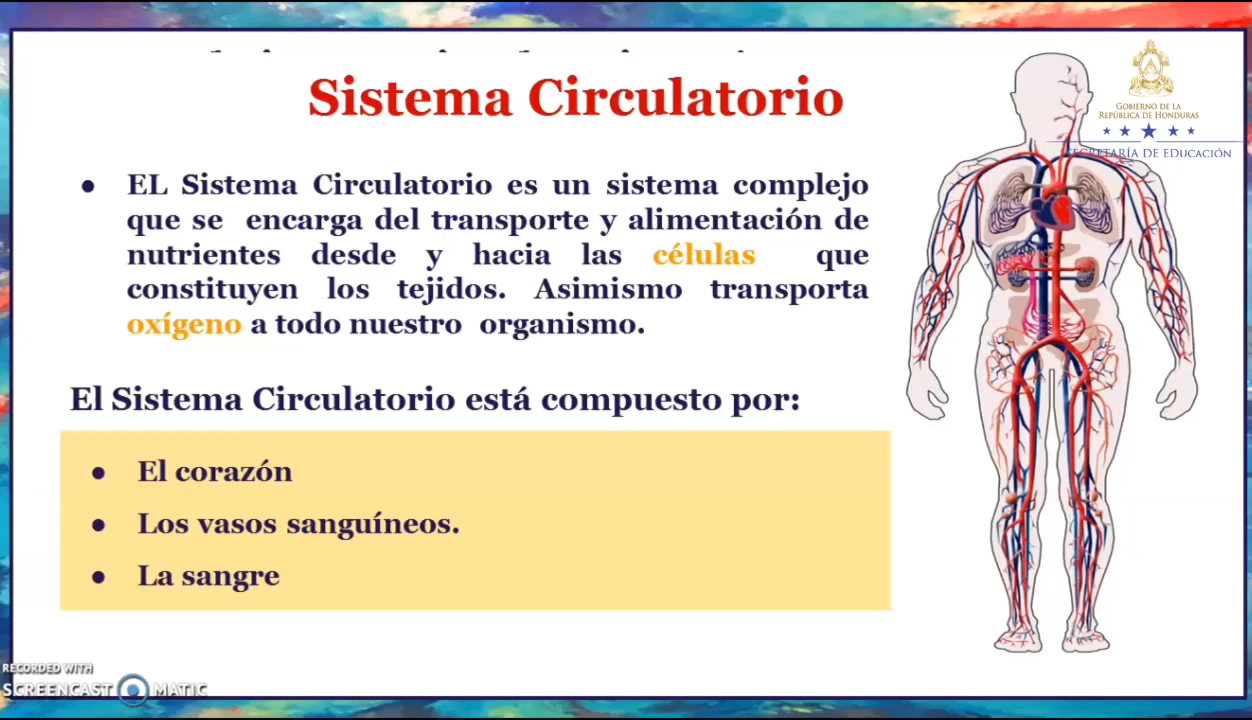 Sistema Circulatorio
GOBIERNO DE LA
REPÚBLICA DE HONDURAS
SECRETARÍA DE EDUCACIÓN
● EL Sistema Circulatorio es un sistema complejo
que se encarga del transporte y alimentación de
nutrientes desde y hacia las células que
constituyen los tejidos. Asimismo transporta
oxígeno a todo nuestro organismo.
El Sistema Circulatorio está compuesto por:
● El corazón
● Los vasos sanguíneos.
● La sangre
RECORDED WITH
SCREENCAST MATIC